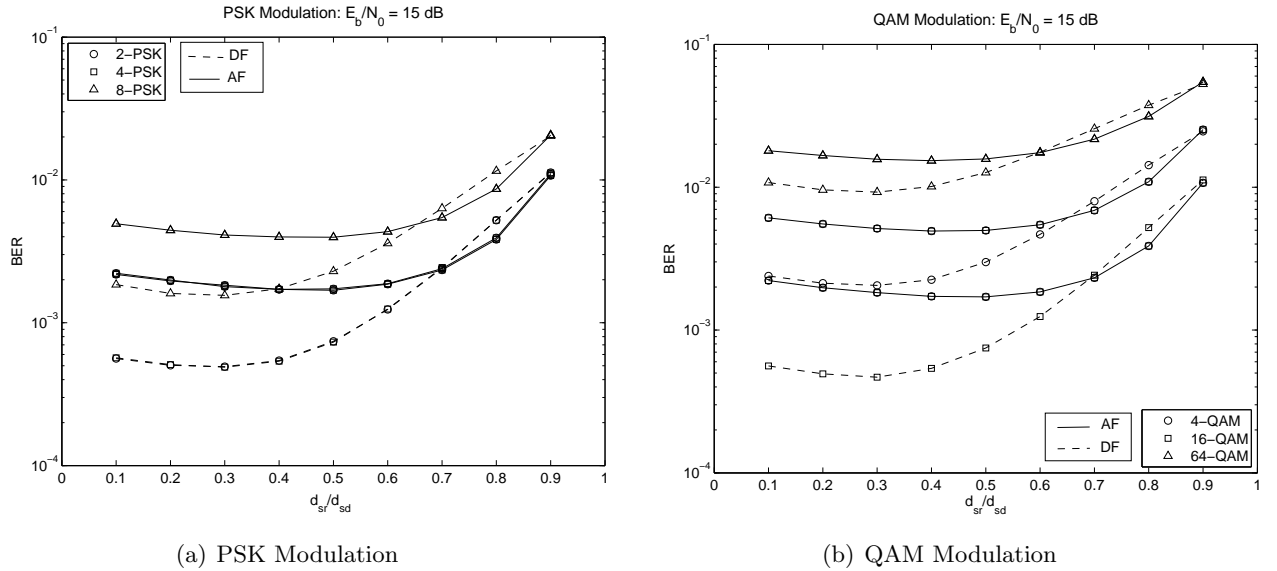 PSK Modulation: E_b/N_0 = 15 dB
10^-1
10^-2
10^-3
10^-4
BER
2−PSK
4−PSK
8−PSK
DF
AF
0 0.1 0.2 0.3 0.4 0.5 0.6 0.7 0.8 0.9 1
d_sr/d_sd
(a) PSK Modulation
QAM Modulation: E_b/N_0 = 15 dB
10^-1
10^-2
10^-3
10^-4
BER
AF
DF
4−QAM
16−QAM
64−QAM
0 0.1 0.2 0.3 0.4 0.5 0.6 0.7 0.8 0.9 1
d_sr/d_sd
(b) QAM Modulation